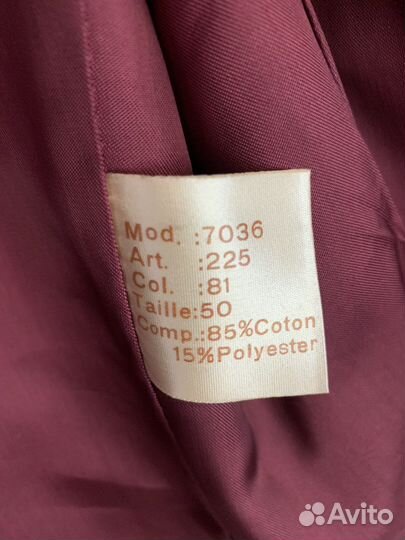 Mod. :7036
Art. :225
Col. :81
Taille:50
Comp.:85%Coton
15%Polyester
Avito